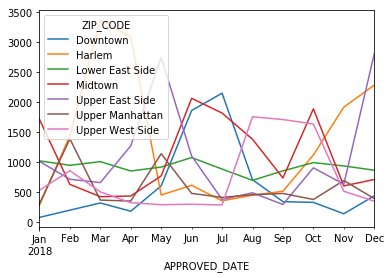 3500
3000
2500
2000
1500
1000
500
0
ZIP_CODE
Downtown
Harlem
Lower East Side
Midtown
Upper East Side
Upper Manhattan
Upper West Side
Jan Feb Mar Apr May Jun Jul Aug Sep Oct Nov Dec
2018
APPROVED_DATE